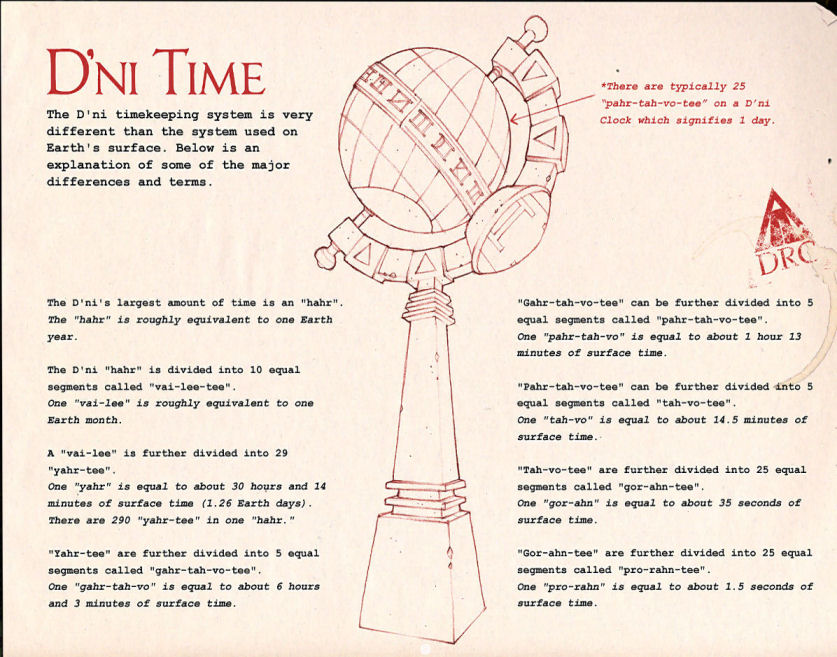 D'NI TIME
The D'ni timekeeping system is very
different than the system used on
Earth's surface. Below is an
explanation of some of the major
differences and terms.
*There are typically 25
"pahr-tah-vo-tee" on a D'ni
Clock which signifies 1 day.
DRC
The D'ni's largest amount of time is an "hahr".
The "hahr" is roughly equivalent to one Earth
year.
The D'ni "hahr" is divided into 10 equal
segments called "vai-lee-tee".
One "vai-lee" is roughly equivalent to one
Earth month.
A "vai-lee" is further divided into 29
"yahr-tee".
One "yahr" is equal to about 30 hours and 14
minutes of surface time (1.26 Earth days).
There are 290 "yahr-tee" in one "hahr."
"Yahr-tee" are further divided into 5 equal
segments called "gahr-tah-vo-tee".
One "gahr-tah-vo" is equal to about 6 hours
and 3 minutes of surface time.
"Gahr-tah-vo-tee" can be further divided into 5
equal segments called "pahr-tah-vo-tee".
One "pahr-tah-vo" is equal to about 1 hour 13
minutes of surface time.
"Pahr-tah-vo-tee" can be further divided into 5
equal segments called "tah-vo-tee".
One "tah-vo" is equal to about 14.5 minutes of
surface time.
"Tah-vo-tee" are further divided into 25 equal
segments called "gor-ahn-tee".
One "gor-ahn" is equal to about 35 seconds of
surface time.
"Gor-ahn-tee" are further divided into 25 equal
segments called "pro-rahn-tee".
One "pro-rahn" is equal to about 1.5 seconds of
surface time.